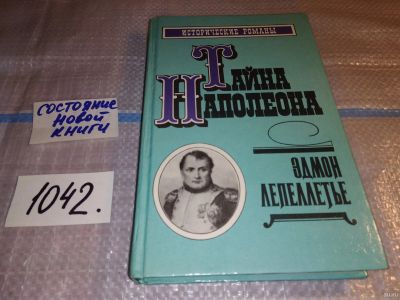 ИСТОРИЧЕСКИЕ РОМАНЫ
ТАЙНА
НАПОЛЕОНА
ЭДМОН
ЛЕПЕЛЛЕТЬЕ
СОСТОЯНИЕ
НОВОЙ
КНИГИ
1042.